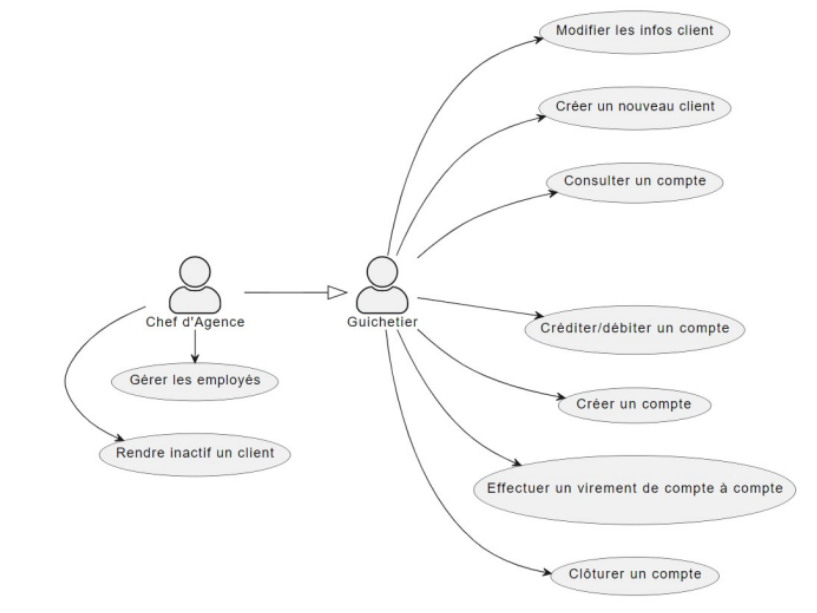 Modifier les infos client
Créer un nouveau client
Consulter un compte
Chef d'Agence
Guichetier
Créditer/débiter un compte
Gérer les employés
Créer un compte
Rendre inactif un client
Effectuer un virement de compte à compte
Clôturer un compte